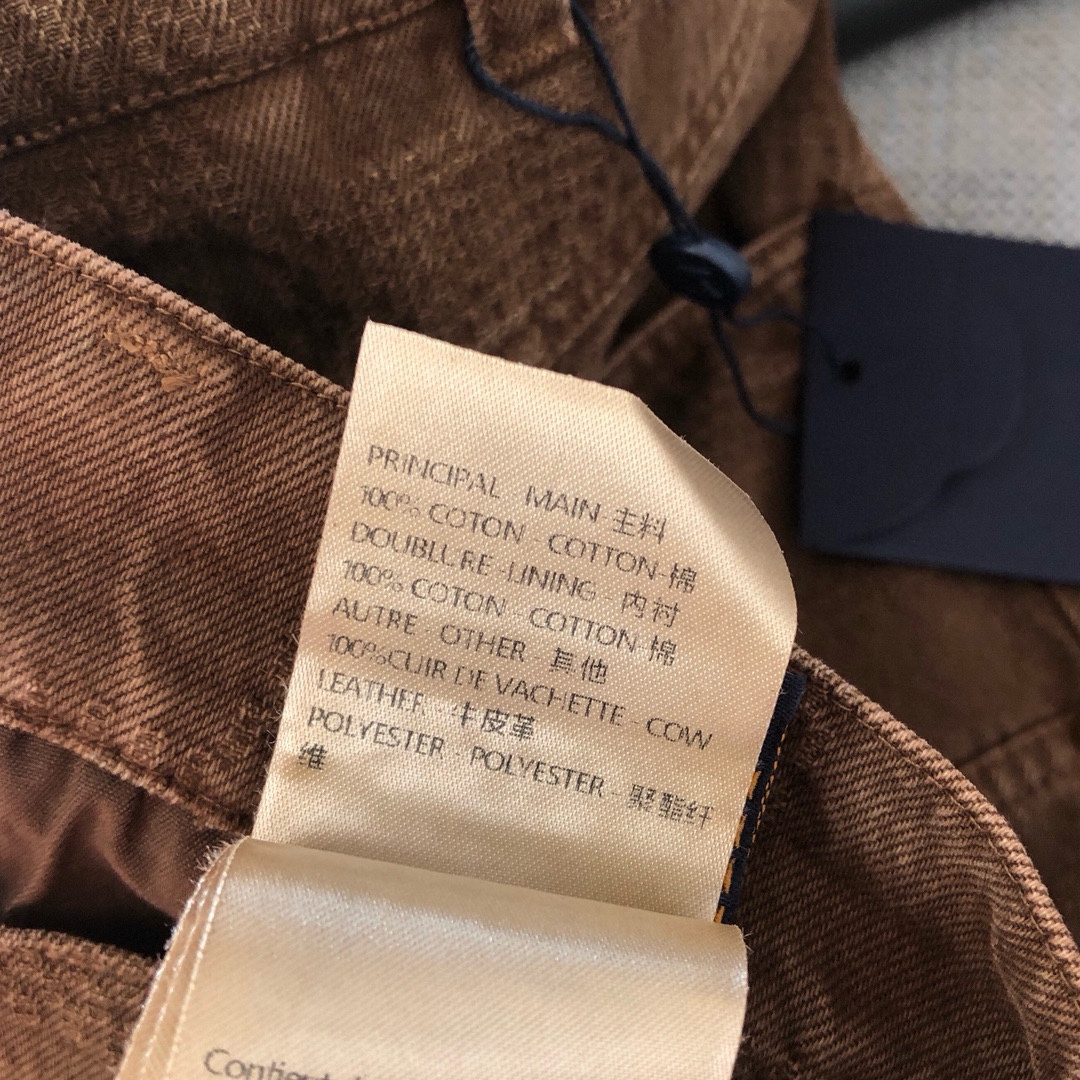 PRINCIPAL MAIN 主料
100% COTON - COTTON-棉
DOUBLLRE-LINING - 内衬
100% COTON - COTTON-棉
AUTRE - OTHER - 其他
100%CUIR DE VACHETTE - COW
LEATHER - 牛皮革
POLYESTER - POLYESTER - 聚酯纤
维